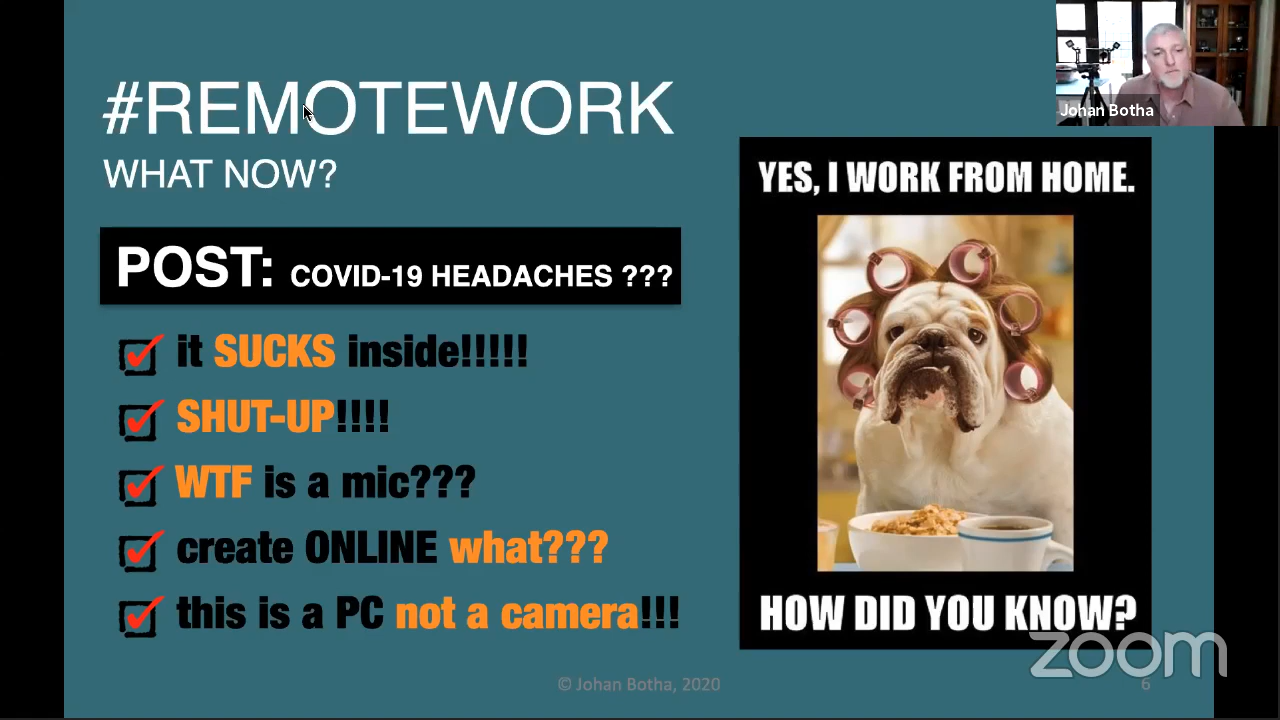 #REMOTEWORK
WHAT NOW?
POST: COVID-19 HEADACHES ???
it SUCKS inside!!!!!
SHUT-UP!!!!
WTF is a mic???
create ONLINE what???
this is a PC not a camera!!!
YES, I WORK FROM HOME.
HOW DID YOU KNOW?
Johan Botha
zoom
© Johan Botha, 2020
6